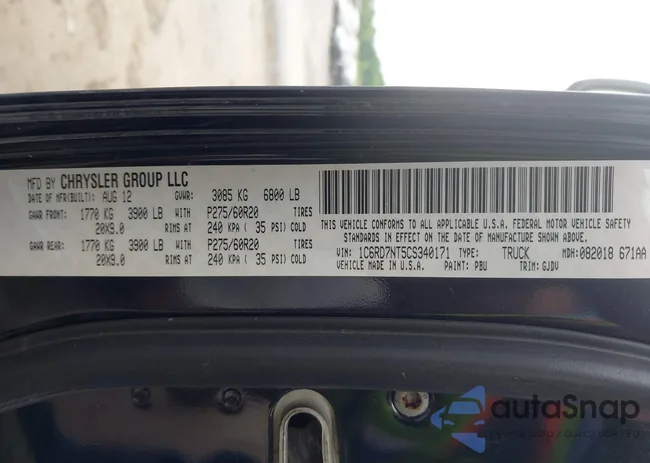 MFD BY CHRYSLER GROUP LLC
DATE OF MFR(BUILT): AUG 12 GVWR: 3085 KG 6800 LB
GAWR FRONT: 1770 KG 3900 LB WITH P275/60R20 TIRES
20X9.0 RIMS AT 240 KPA ( 35 PSI) COLD
GAWR REAR: 1770 KG 3900 LB WITH P275/60R20 TIRES
20X9.0 RIMS AT 240 KPA ( 35 PSI) COLD
THIS VEHICLE CONFORMS TO ALL APPLICABLE U.S.A. FEDERAL MOTOR VEHICLE SAFETY
STANDARDS IN EFFECT ON THE DATE OF MANUFACTURE SHOWN ABOVE.
VIN: 1C6RD7NT5CS340171 TYPE: TRUCK MDH: 082018 671AA
VEHICLE MADE IN U.S.A. PAINT: PBU TRIM: GJDV
autaSnap